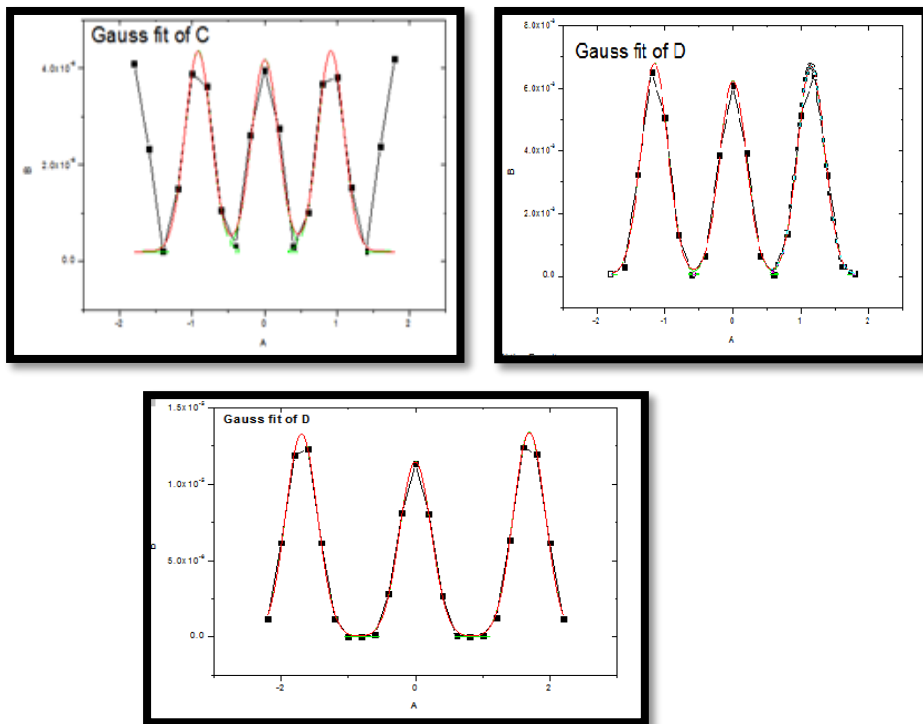 Gauss fit of C
4.0x10⁻⁶
2.0x10⁻⁶
0.0
B
-2 -1 0 1 2
A
Gauss fit of D
8.0x10⁻⁶
6.0x10⁻⁶
4.0x10⁻⁶
2.0x10⁻⁶
0.0
B
-2 -1 0 1 2
A
Gauss fit of D
1.5x10⁻⁵
1.0x10⁻⁵
5.0x10⁻⁶
0.0
B
-2 0 2
A